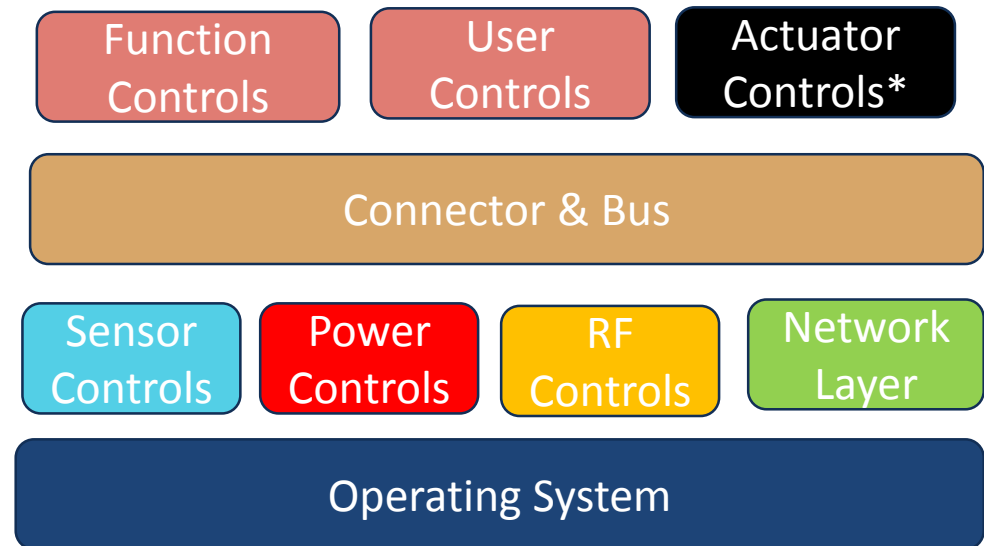 Function
Controls
User
Controls
Actuator
Controls*
Connector & Bus
Sensor
Controls
Power
Controls
RF
Controls
Network
Layer
Operating System